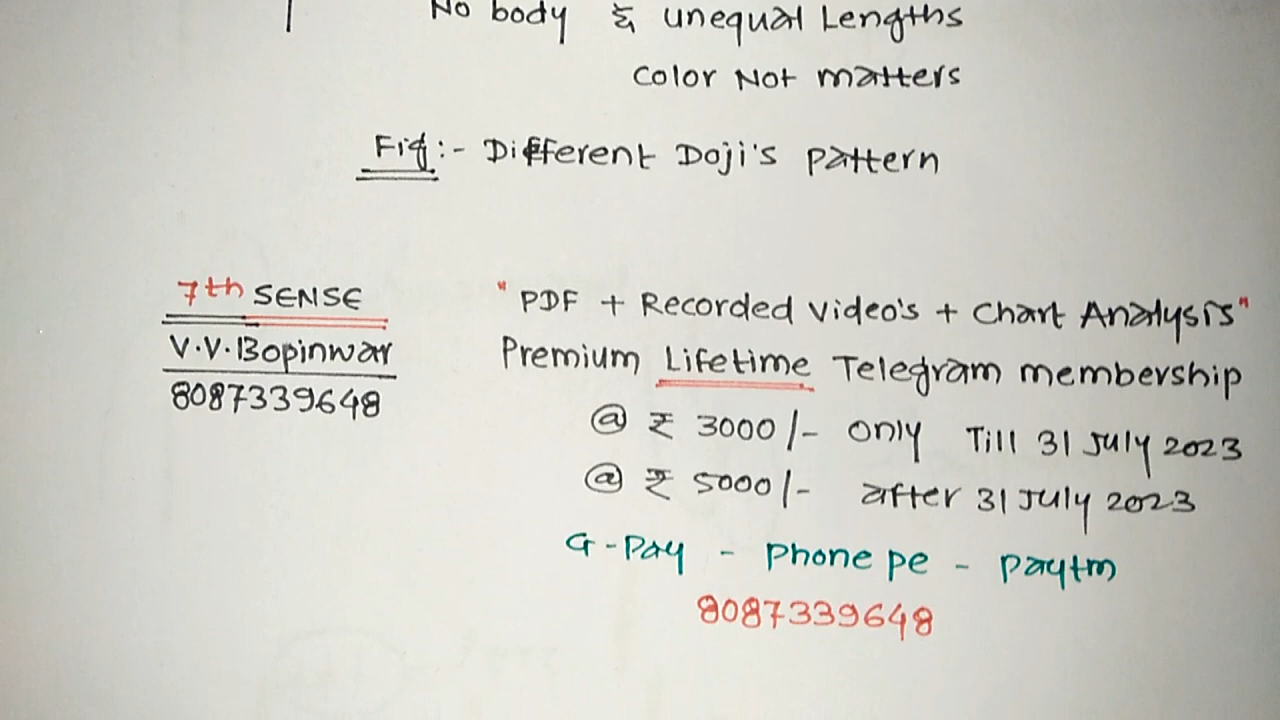 No body & unequal Lengths
Color Not matters
Fig:- Different Doji's pattern
7th SENSE
V.V.Bopinwar
8087339648
"PDF + Recorded Video's + Chart Analysis"
Premium Lifetime Telegram membership
@ ₹ 3000/- only Till 31 July 2023
@ ₹ 5000/- after 31 July 2023
G-Pay - Phone pe - Paytm
8087339648